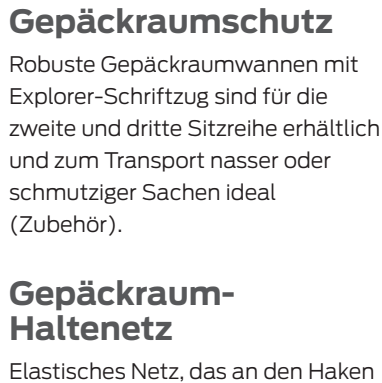 Gepäckraumschutz
Robuste Gepäckraumwannen mit
Explorer-Schriftzug sind für die
zweite und dritte Sitzreihe erhältlich
und zum Transport nasser oder
schmutziger Sachen ideal
(Zubehör).
Gepäckraum-
Haltenetz
Elastisches Netz, das an den Haken